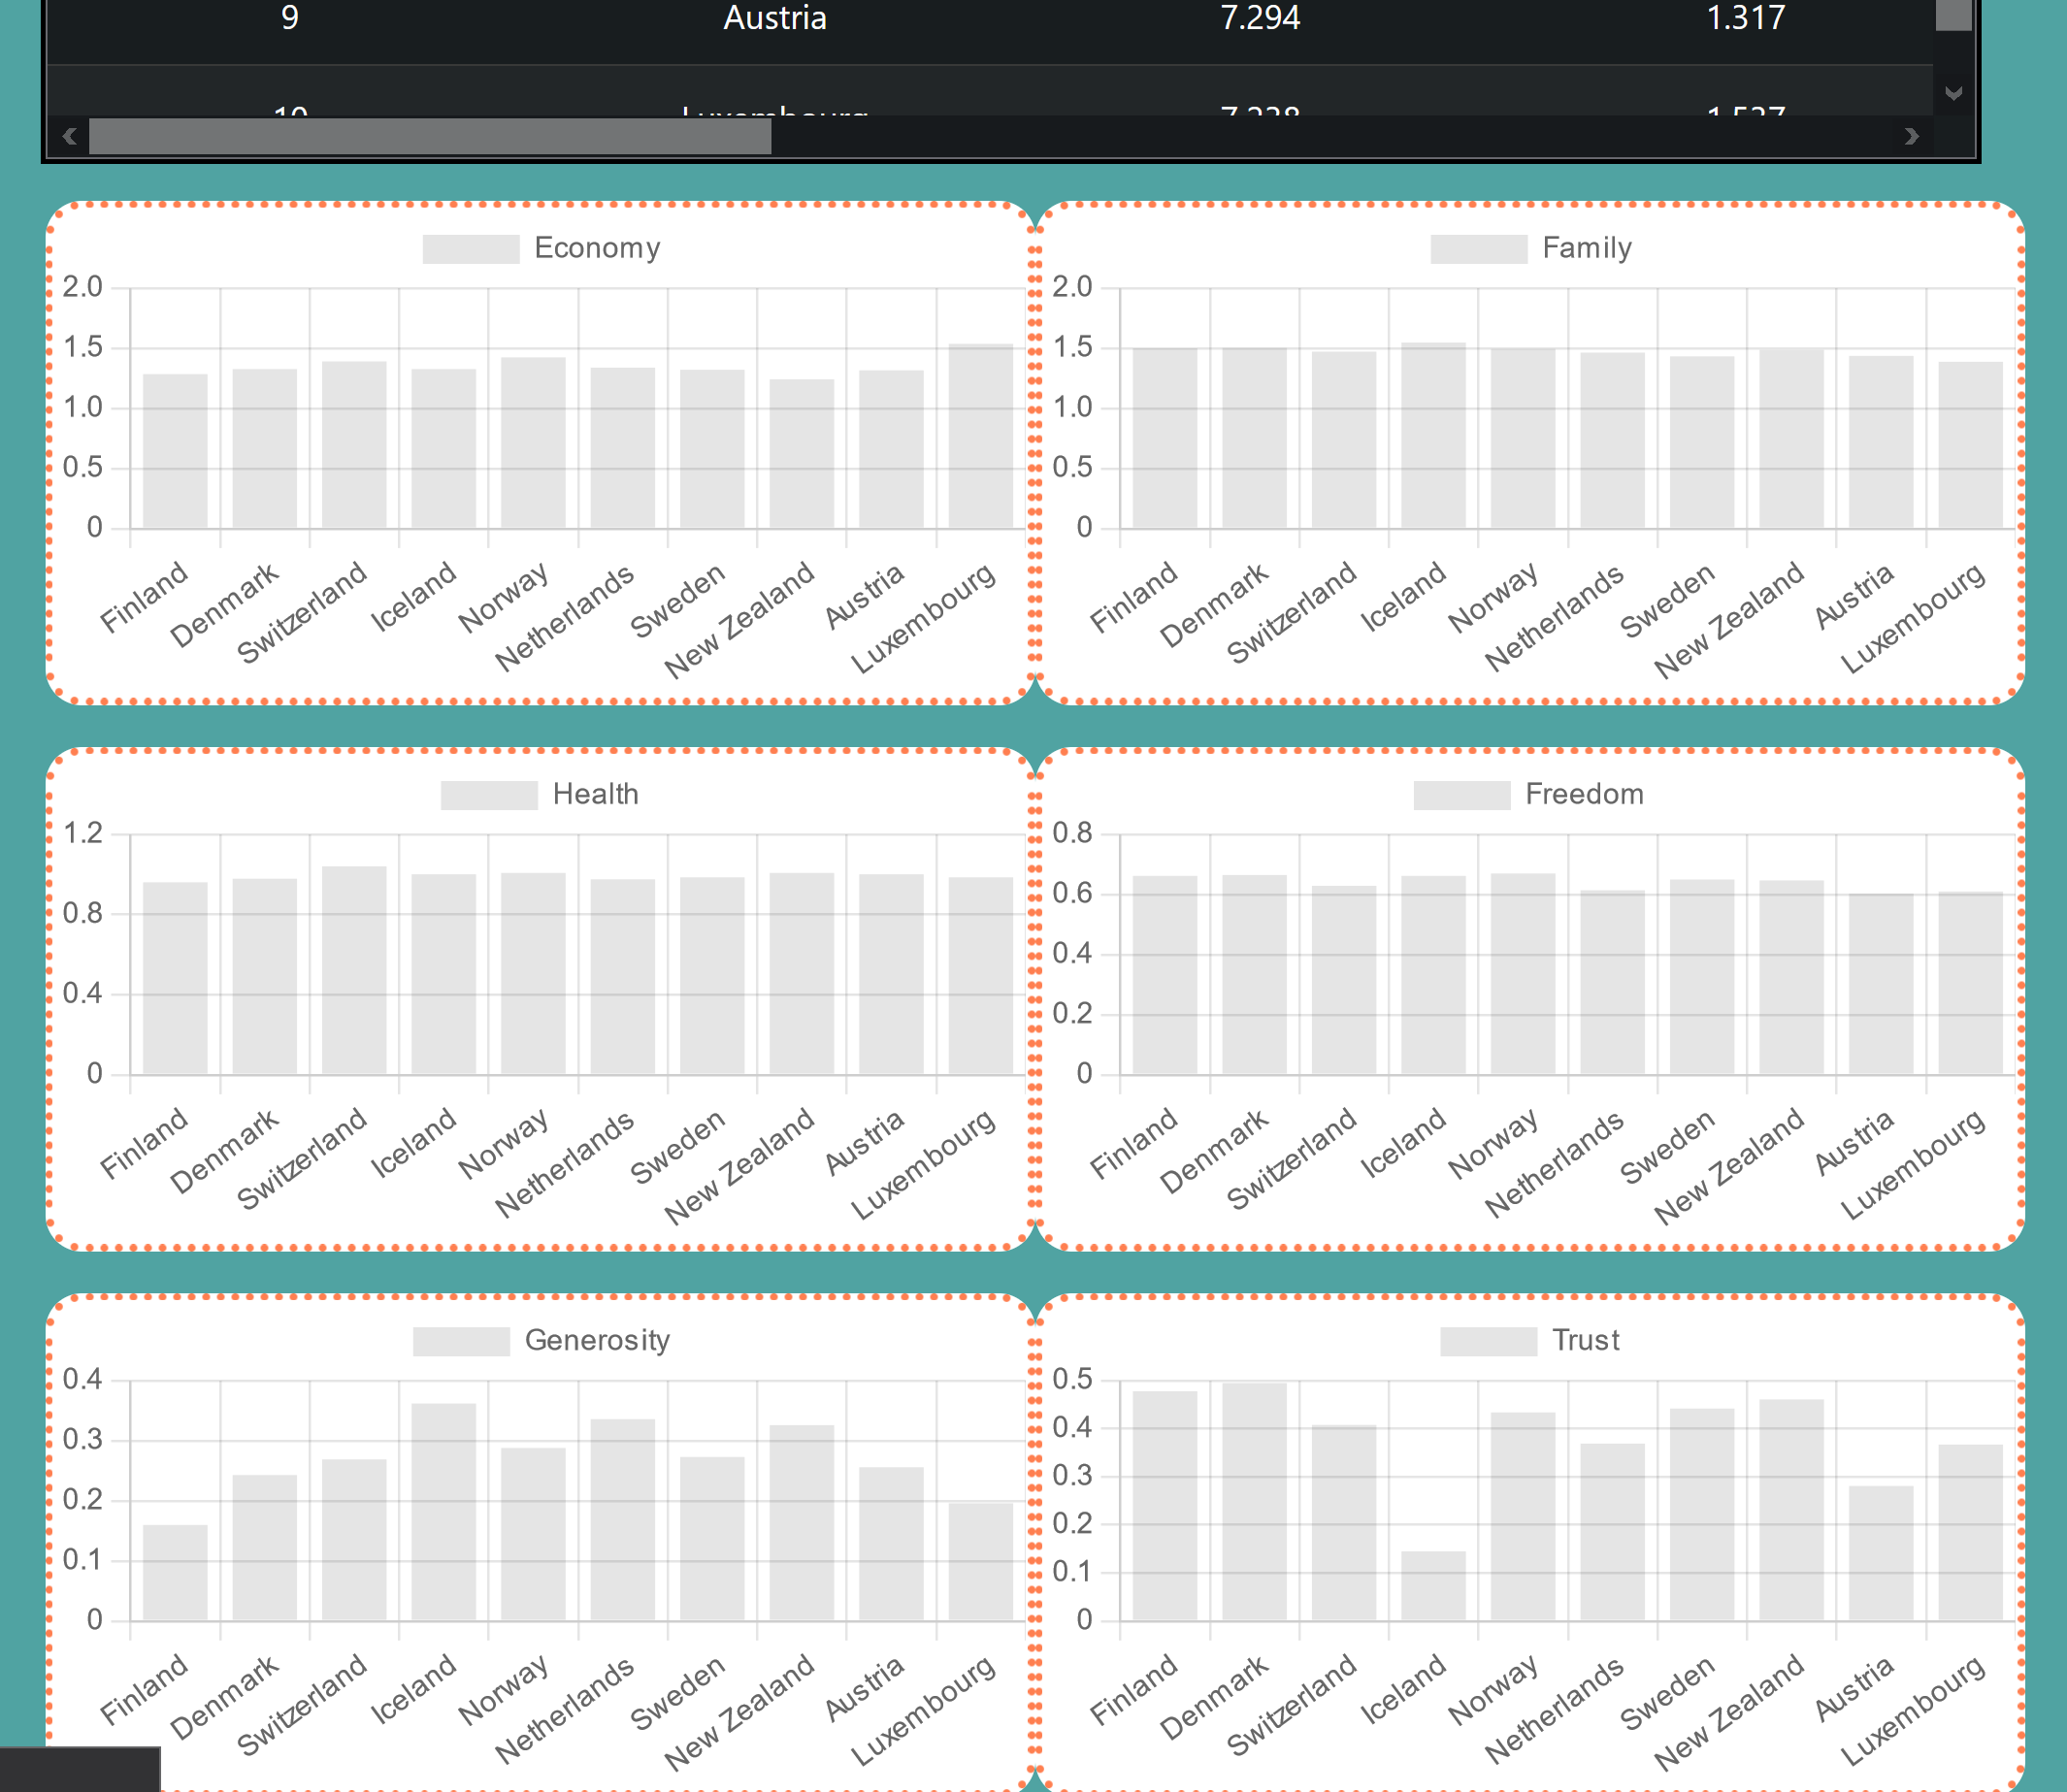 9 Austria 7.294 1.317
10 Luxembourg 7.238 1.537
Economy
2.0
1.5
1.0
0.5
0
Finland Denmark Switzerland Iceland Norway Netherlands Sweden New Zealand Austria Luxembourg
Family
2.0
1.5
1.0
0.5
0
Finland Denmark Switzerland Iceland Norway Netherlands Sweden New Zealand Austria Luxembourg
Health
1.2
0.8
0.4
0
Finland Denmark Switzerland Iceland Norway Netherlands Sweden New Zealand Austria Luxembourg
Freedom
0.8
0.6
0.4
0.2
0
Finland Denmark Switzerland Iceland Norway Netherlands Sweden New Zealand Austria Luxembourg
Generosity
0.4
0.3
0.2
0.1
0
Finland Denmark Switzerland Iceland Norway Netherlands Sweden New Zealand Austria Luxembourg
Trust
0.5
0.4
0.3
0.2
0.1
0
Finland Denmark Switzerland Iceland Norway Netherlands Sweden New Zealand Austria Luxembourg